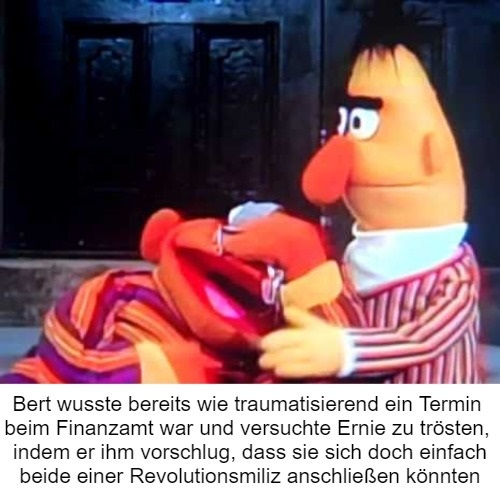 Bert wusste bereits wie traumatisierend ein Termin
beim Finanzamt war und versuchte Ernie zu trösten,
indem er ihm vorschlug, dass sie sich doch einfach
beide einer Revolutionsmiliz anschließen könnten